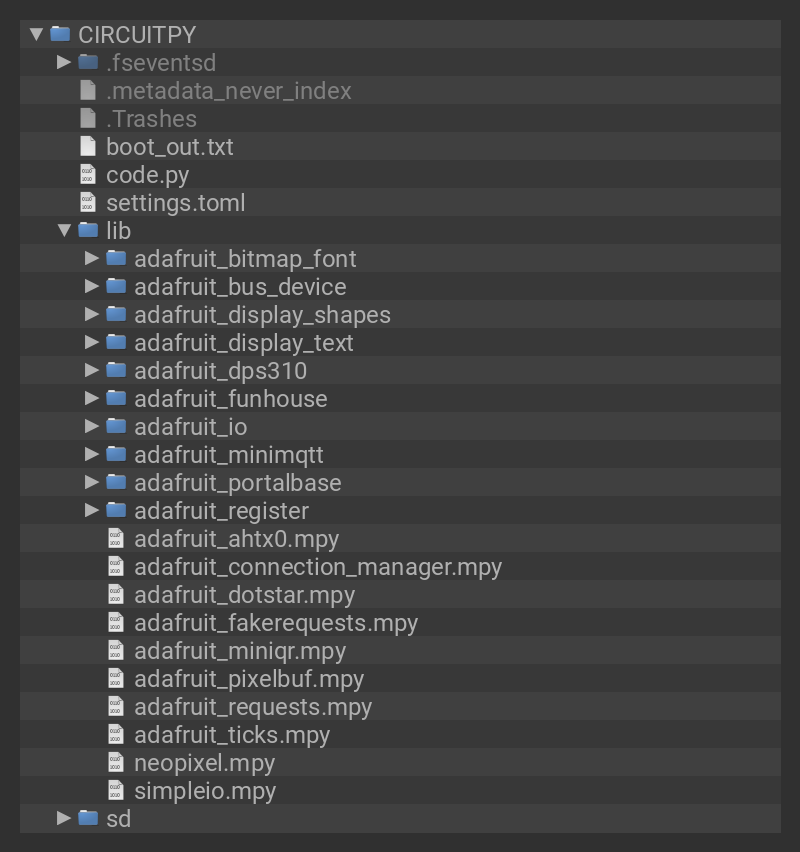 CIRCUITPY
.fseventsd
.metadata_never_index
.Trashes
boot_out.txt
code.py
settings.toml
lib
adafruit_bitmap_font
adafruit_bus_device
adafruit_display_shapes
adafruit_display_text
adafruit_dps310
adafruit_funhouse
adafruit_io
adafruit_minimqtt
adafruit_portalbase
adafruit_register
adafruit_ahtx0.mpy
adafruit_connection_manager.mpy
adafruit_dotstar.mpy
adafruit_fakerequests.mpy
adafruit_miniqr.mpy
adafruit_pixelbuf.mpy
adafruit_requests.mpy
adafruit_ticks.mpy
neopixel.mpy
simpleio.mpy
sd